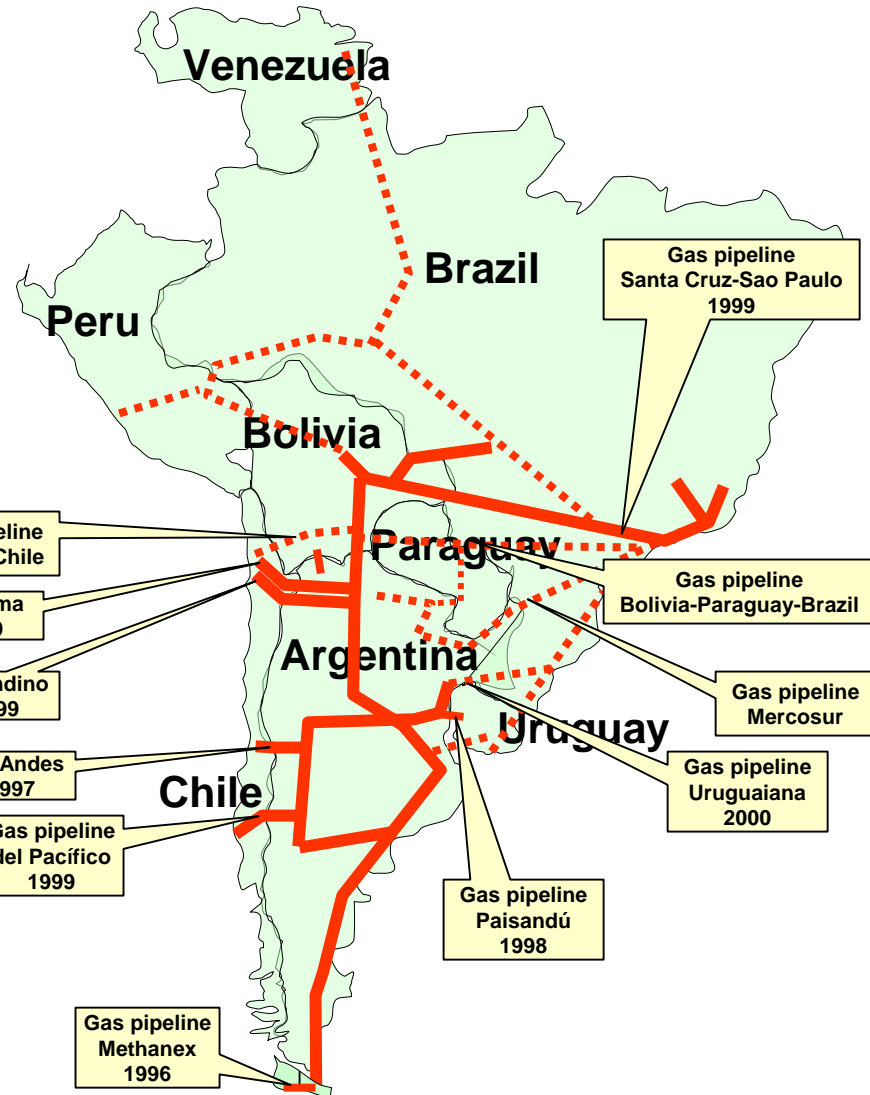 Venezuela
Brazil
Gas pipeline
Santa Cruz-Sao Paulo
1999
Peru
Bolivia
Chile
Paraguay
Gas pipeline
Bolivia-Paraguay-Brazil
Argentina
Gas pipeline
Mercosur
Uruguay
Andes
Gas pipeline
Uruguaiana
2000
Chile
Gas pipeline
del Pacífico
1999
Gas pipeline
Paisandú
1998
Gas pipeline
Methanex
1996